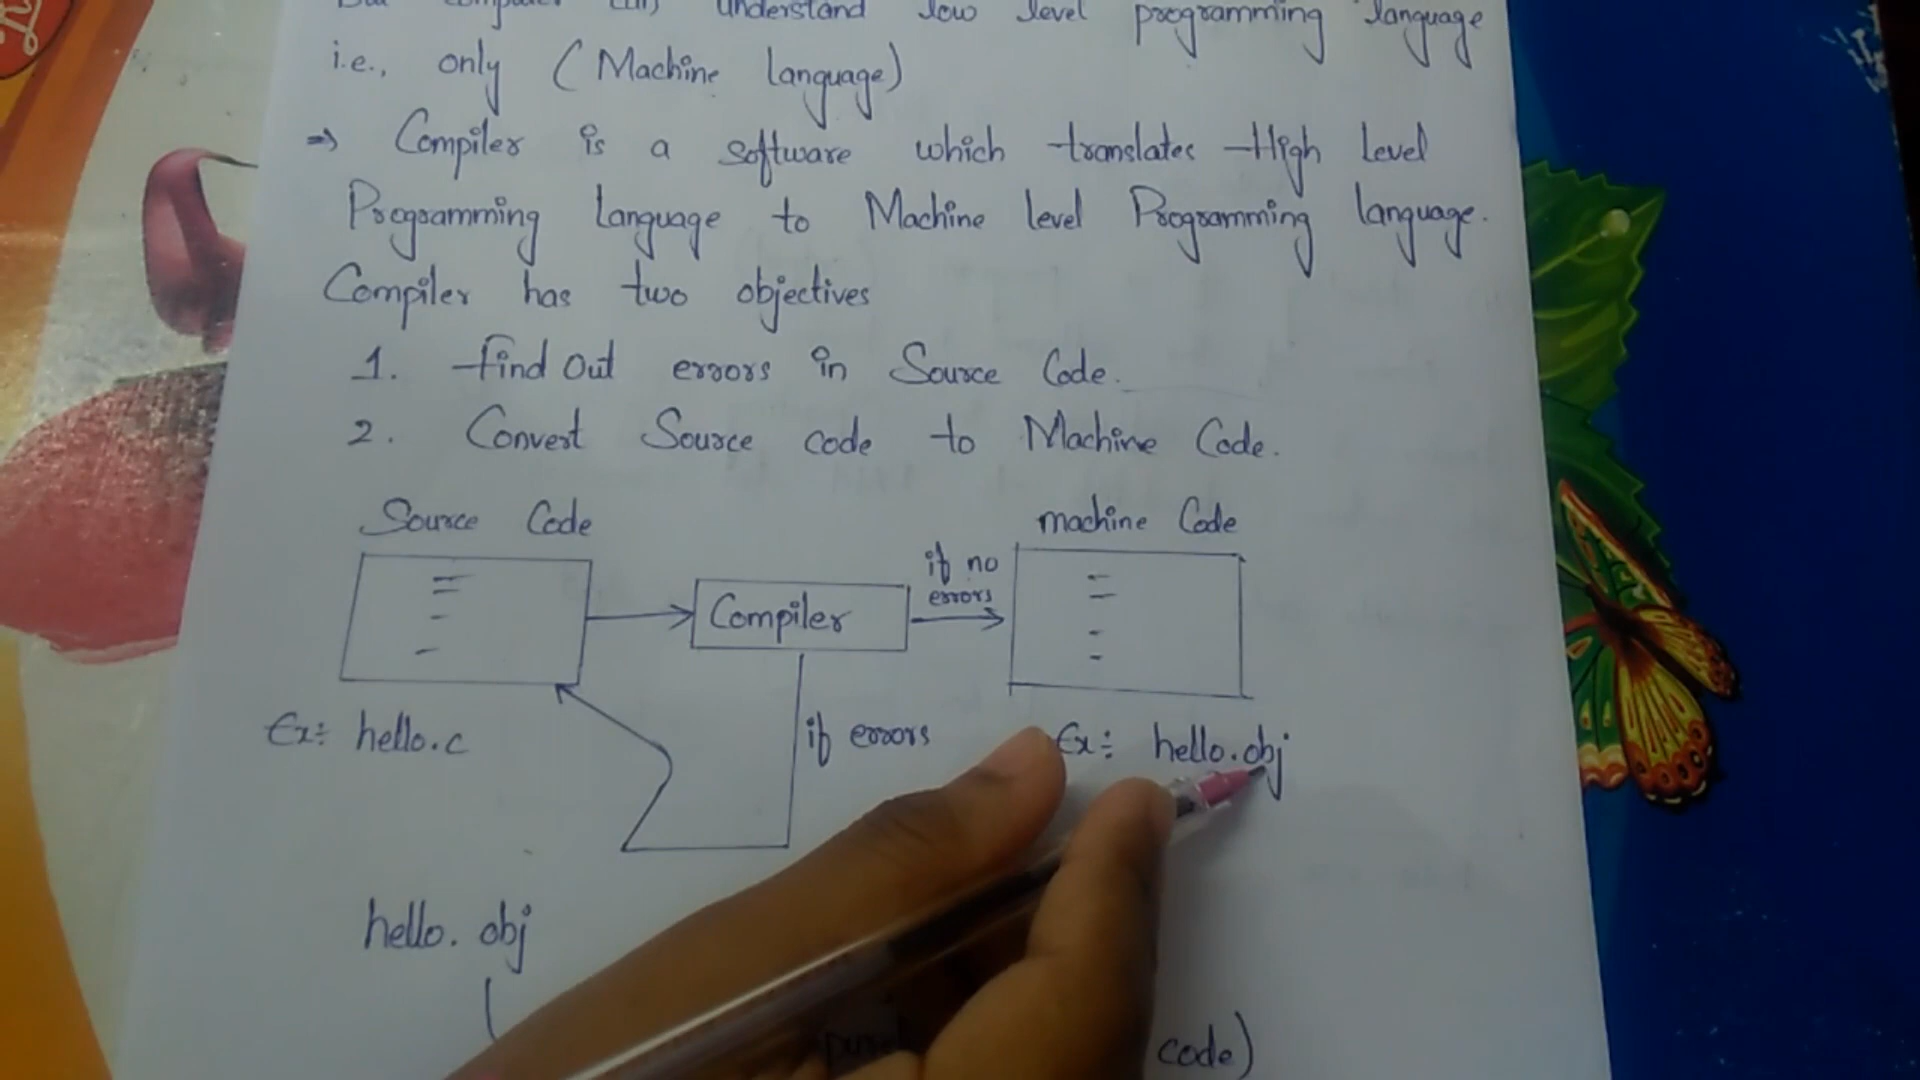 But computer can understand low level programming language
i.e., only (Machine language)
⇒ Compiler is a software which translates High level
Programming language to Machine level Programming language.
Compiler has two objectives
1. find out errors in Source Code.
2. Convert Source code to Machine Code.
Source Code
machine Code
if no
errors
Compiler
if errors
Ex: hello.c
Ex: hello.obj
hello. obj
code)